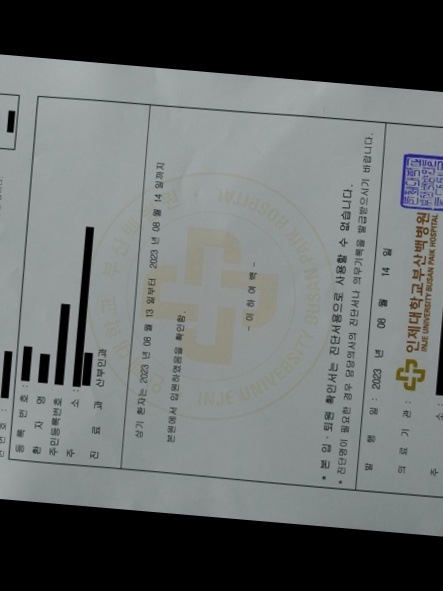 등 록 번 호 :
환 자 명 :
주민등록번호 :
주 소 :
진 료 과 산부인과
상기 환자는 2023 년 08 월 13 일부터 2023 년 08 월 14 일까지
본원에서 입원하였음을 확인함.
- 이 하 여 백 -
* 본 입·퇴원 확인서는 진단서용으로 사용할 수 없습니다.
* 진단명이 필요한 경우 담당의사의 진단서나 의무기록을 발급받으시기 바랍니다.
발 행 일 : 2023 년 08 월 14 일
의 료 기 관 : 인제대학교부산백병원
INJE UNIVERSITY BUSAN PAIK HOSPITAL
주 소 :